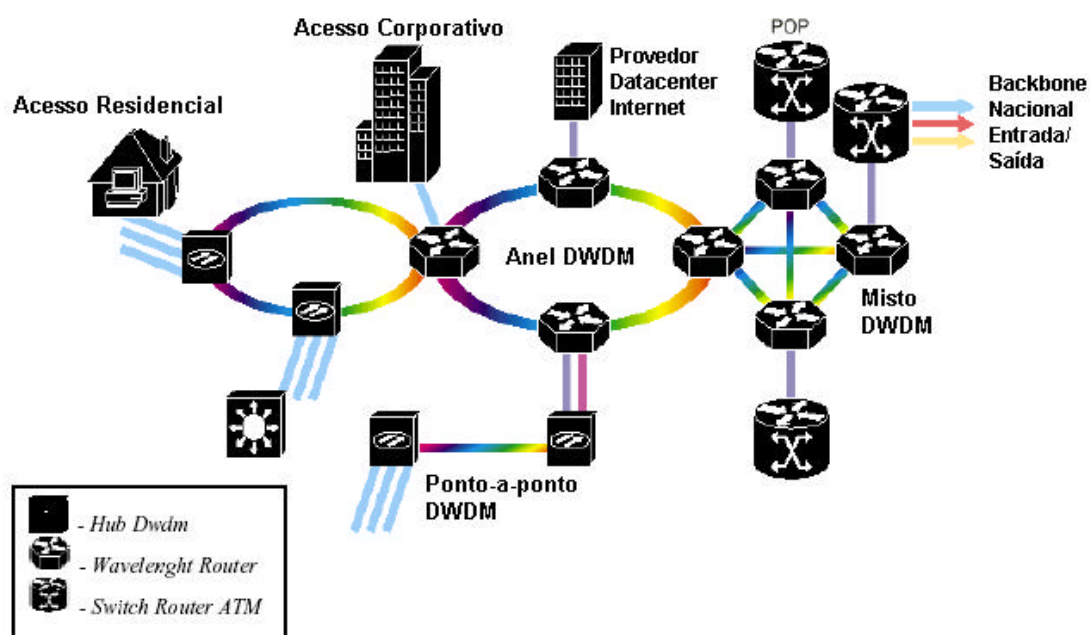 POP
Acesso Corporativo
Provedor
Datacenter
Internet
Backbone
Nacional
Entrada/
Saída
Acesso Residencial
Anel DWDM
Misto
DWDM
Ponto-a-ponto
DWDM
- Hub Dwdm
- Wavelenght Router
- Switch Router ATM